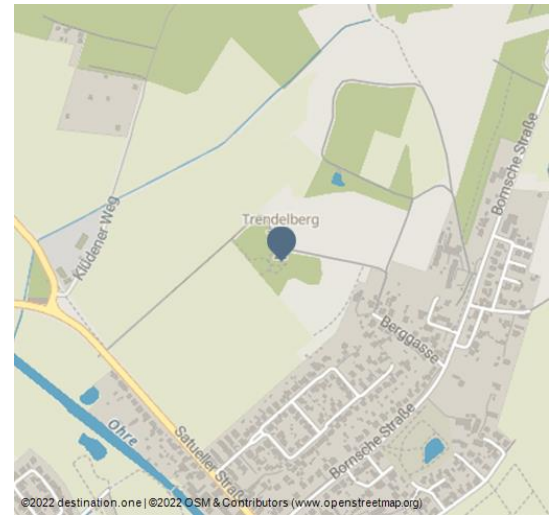 Bornsche Straße
Trendelberg
Klüdener Weg
Berggasse
Ohre
Satueller Straß
Bornsche Straße
©2022 destination.one | ©2022 OSM & Contributors (www.openstreetmap.org)